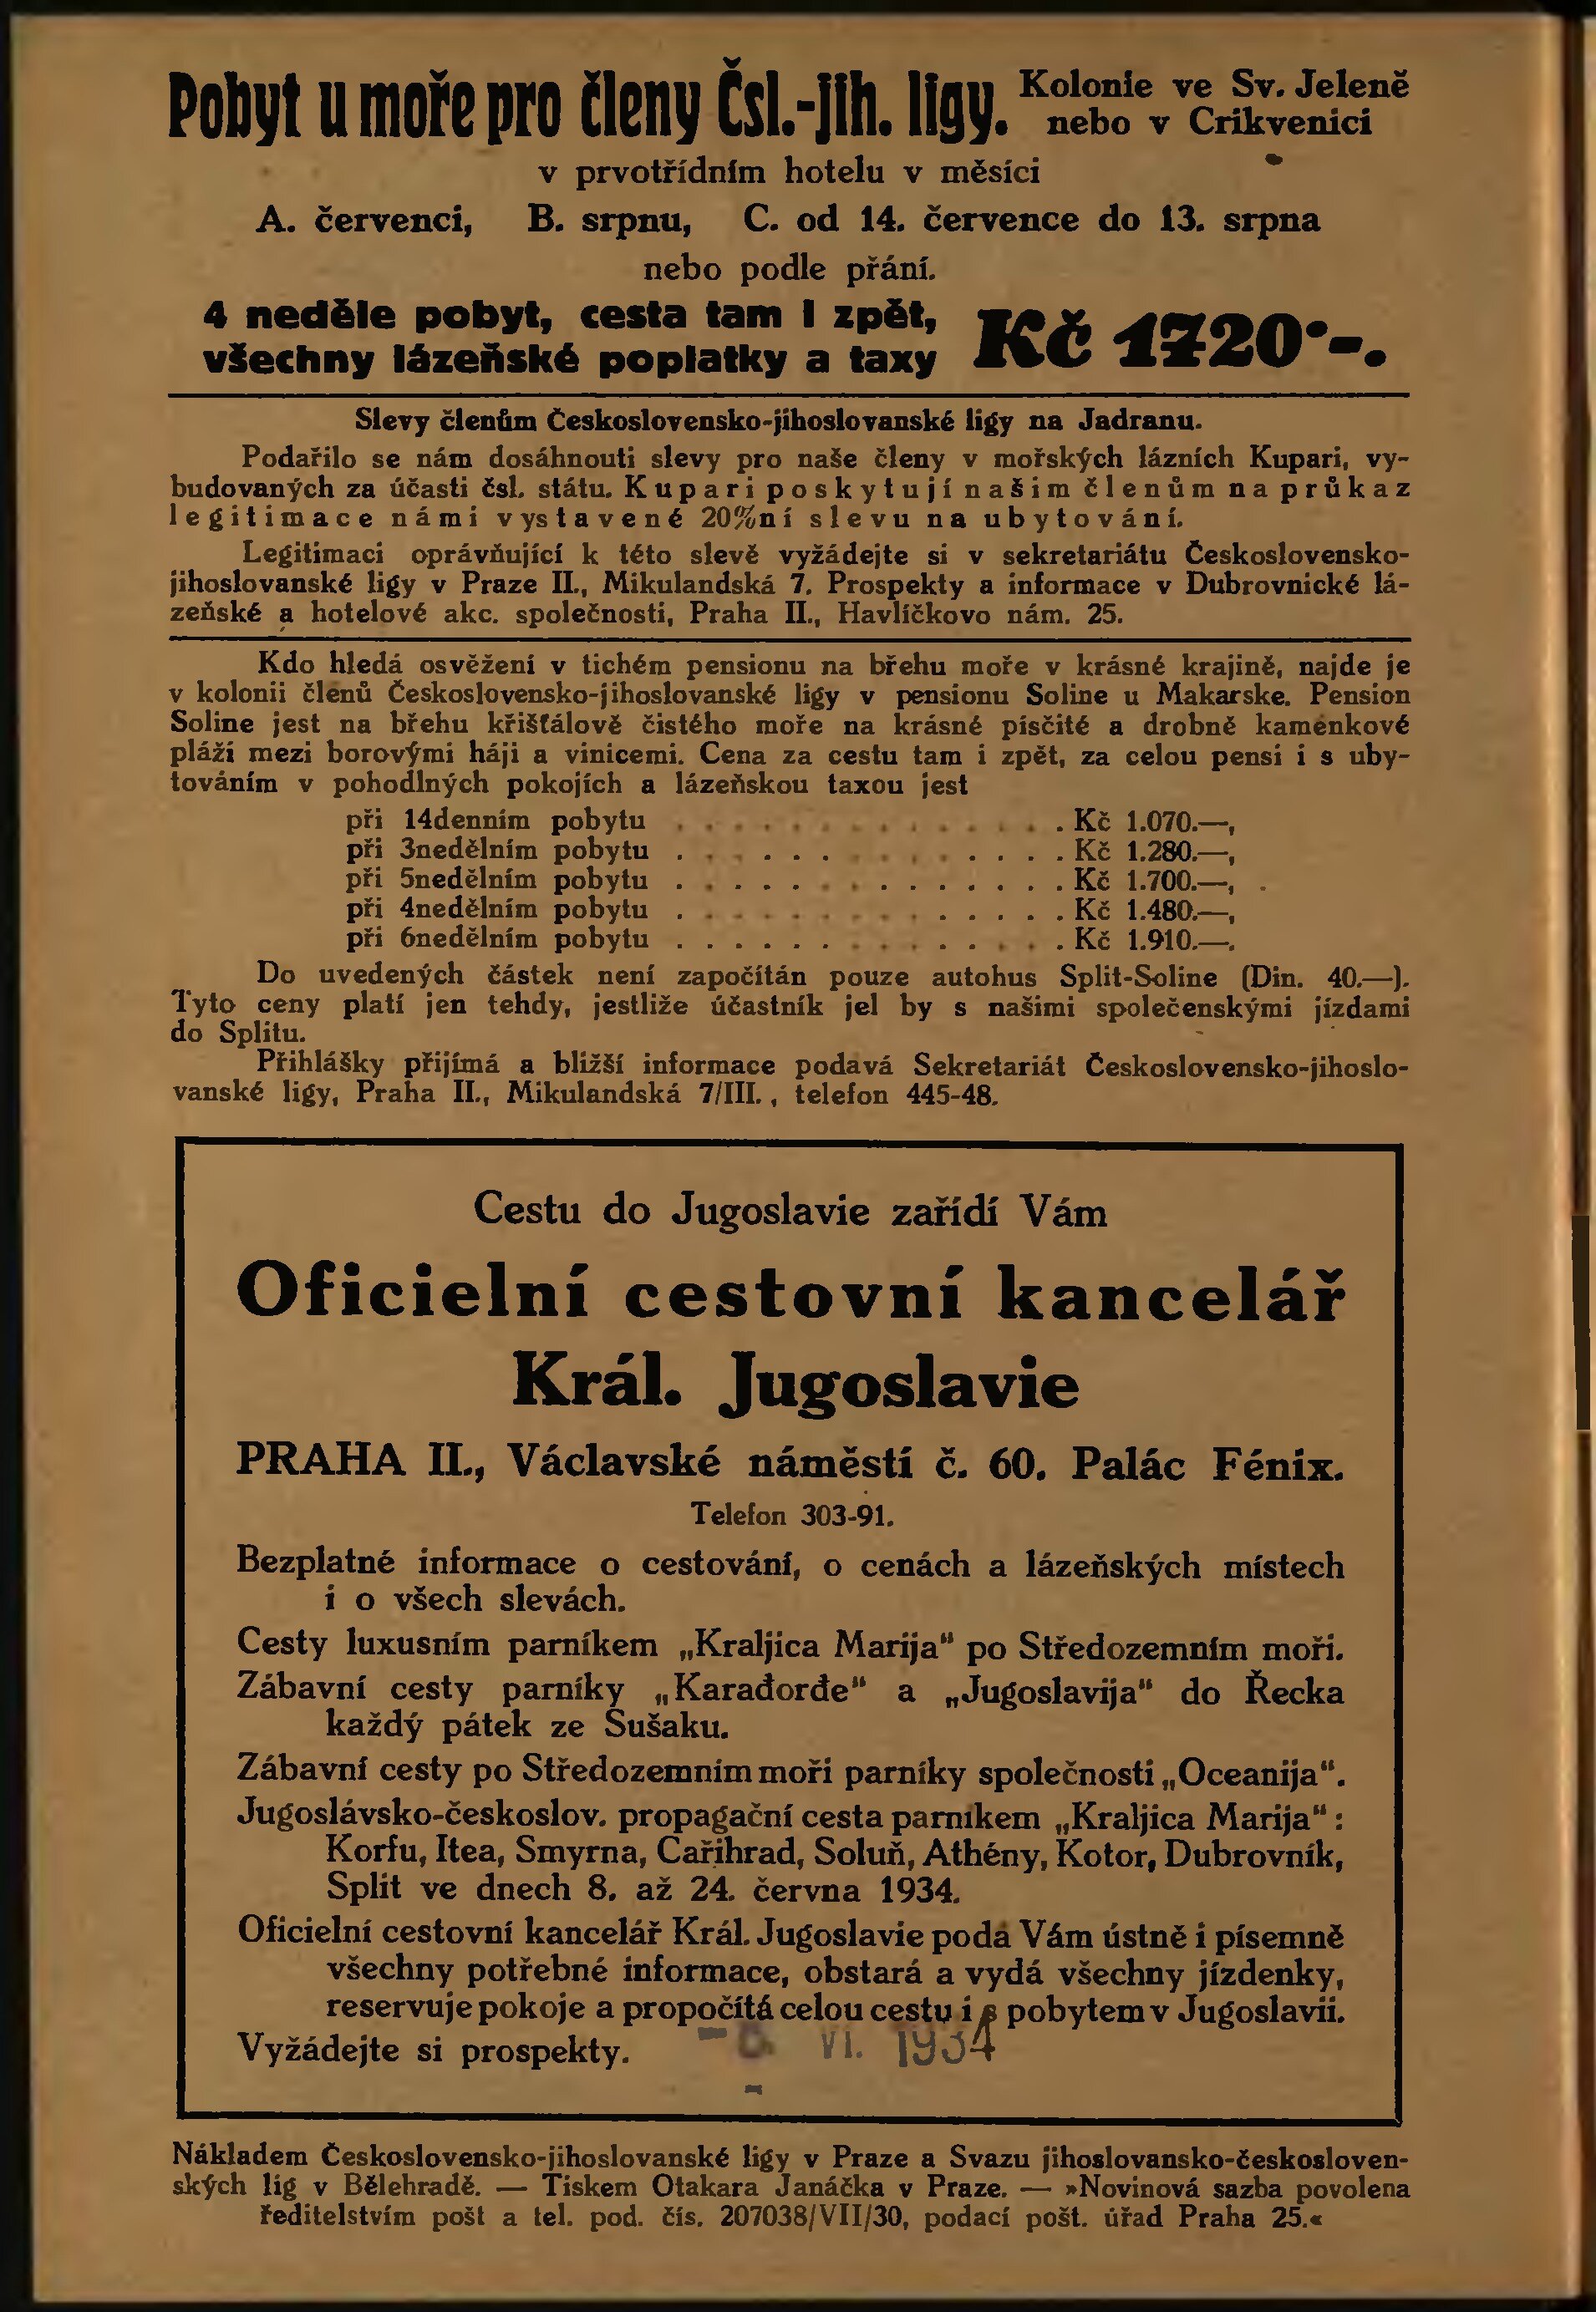 Pobyt u moře pro členy Čsl.-jih. ligy. Kolonie ve Sv. Jeleně
nebo v Crikvenici
v prvotřídním hotelu v měsíci
A. červenci, B. srpnu, C. od 14. července do 13. srpna
nebo podle přání.
4 neděle pobyt, cesta tam i zpět,
všechny lázeňské poplatky a taxy Kč 1720·-.
Slevy členům Československo-jihoslovanské ligy na Jadranu.
Podařilo se nám dosáhnouti slevy pro naše členy v mořských lázních Kupari, vy-
budovaných za účasti čsl. státu. Kupari poskytují našim členům na průkaz
legitimace námi vystavené 20%ní slevu na ubytování.
Legitimaci oprávňující k této slevě vyžádejte si v sekretariátu Československo-
jihoslovanské ligy v Praze II., Mikulandská 7. Prospekty a informace v Dubrovnické lá-
zeňské a hotelové akc. společnosti, Praha II., Havlíčkovo nám. 25.
Kdo hledá osvěžení v tichém pensionu na břehu moře v krásné krajině, najde je
v kolonii členů Československo-jihoslovanské ligy v pensionu Soline u Makarske. Pension
Soline jest na břehu křišťálově čistého moře na krásné písčité a drobně kaménkové
pláži mezi borovými háji a vinicemi. Cena za cestu tam i zpět, za celou pensi i s uby-
továním v pohodlných pokojích a lázeňskou taxou jest
při 14denním pobytu . . . . . . . . . . . . . . Kč 1.070.—,
při 3nedělním pobytu . . . . . . . . . . . . . . Kč 1.280.—,
při 5nedělním pobytu . . . . . . . . . . . . . . Kč 1.700.—,
při 4nedělním pobytu . . . . . . . . . . . . . . Kč 1.480.—,
při 6nedělním pobytu . . . . . . . . . . . . . . Kč 1.910.—.
Do uvedených částek není započítán pouze autohus Split-Soline (Din. 40.—).
Tyto ceny platí jen tehdy, jestliže účastník jel by s našimi společenskými jízdami
do Splitu.
Přihlášky přijímá a bližší informace podává Sekretariát Československo-jihoslo-
vanské ligy, Praha II., Mikulandská 7/III., telefon 445-48.
Cestu do Jugoslavie zařídí Vám
Oficielní cestovní kancelář
Král. Jugoslavie
PRAHA II., Václavské náměstí č. 60. Palác Fénix.
Telefon 303-91.
Bezplatné informace o cestování, o cenách a lázeňských místech
i o všech slevách.
Cesty luxusním parníkem „Kraljica Marija" po Středozemním moři.
Zábavní cesty parníky „Karađorđe" a „Jugoslavija" do Řecka
každý pátek ze Sušaku.
Zábavní cesty po Středozemním moři parníky společnosti „Oceanija".
Jugoslávsko-českoslov. propagační cesta parníkem „Kraljica Marija":
Korfu, Itea, Smyrna, Cařihrad, Soluň, Athény, Kotor, Dubrovník,
Split ve dnech 8. až 24. června 1934.
Oficielní cestovní kancelář Král. Jugoslavie podá Vám ústně i písemně
všechny potřebné informace, obstará a vydá všechny jízdenky,
reservuje pokoje a propočítá celou cestu i s pobytem v Jugoslavii.
Vyžádejte si prospekty.
VI. 1934
Nákladem Československo-jihoslovanské ligy v Praze a Svazu jihoslovansko-českosloven-
ských lig v Bělehradě. — Tiskem Otakara Janáčka v Praze. — »Novinová sazba povolena
ředitelstvím pošt a tel. pod. čís. 207038/VII/30, podací pošt. úřad Praha 25.«